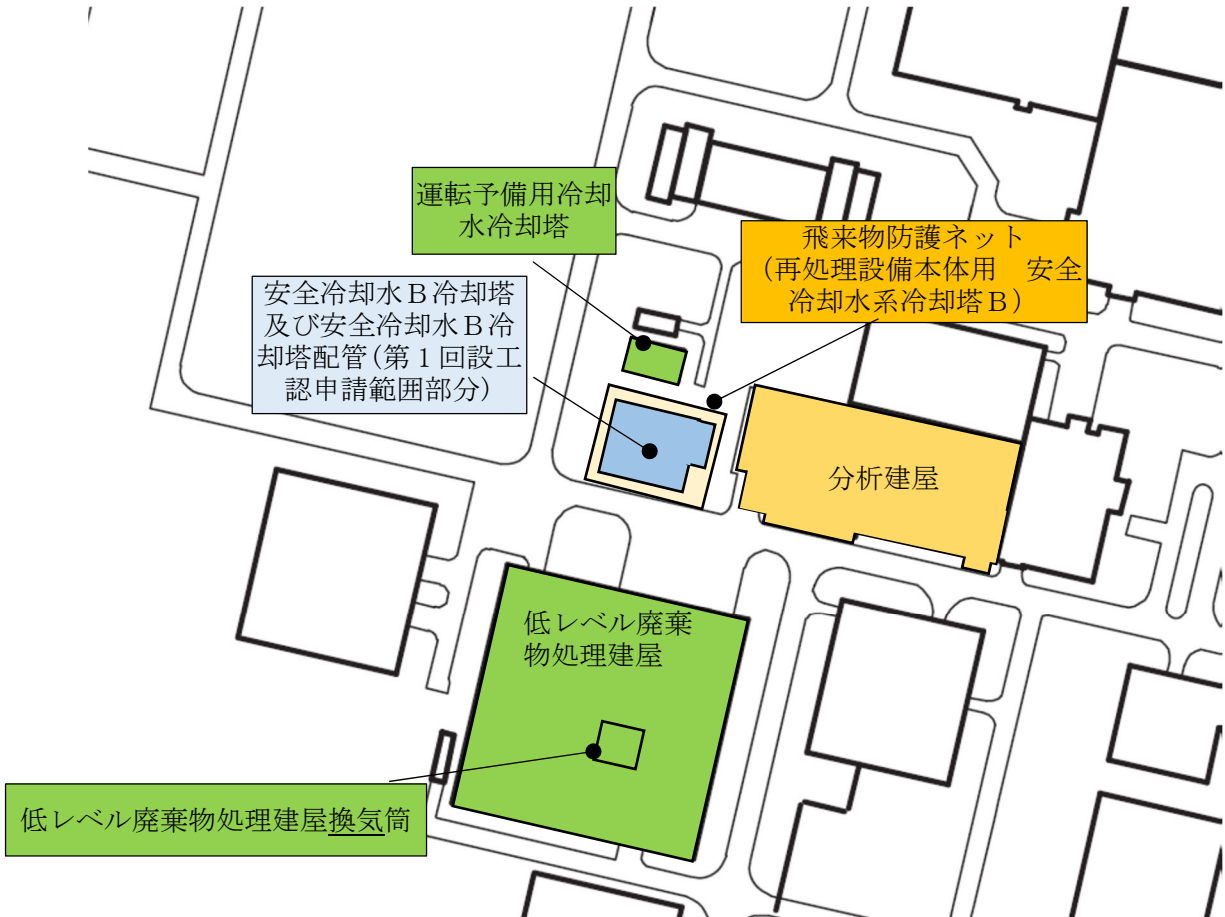 運転予備用冷却
水冷却塔
飛来物防護ネット
(再処理設備本体用　安全
冷却水系冷却塔Ｂ)
安全冷却水Ｂ冷却塔
及び安全冷却水Ｂ冷
却塔配管(第１回設工
認申請範囲部分)
分析建屋
低レベル廃棄
物処理建屋
低レベル廃棄物処理建屋換気筒